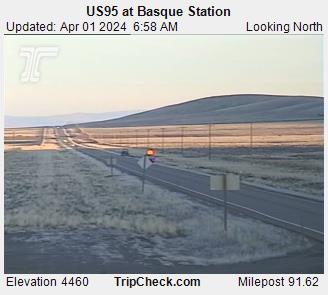 US95 at Basque Station
Updated: Apr 01 2024 6:58 AM Looking North
Elevation 4460 TripCheck.com Milepost 91.62